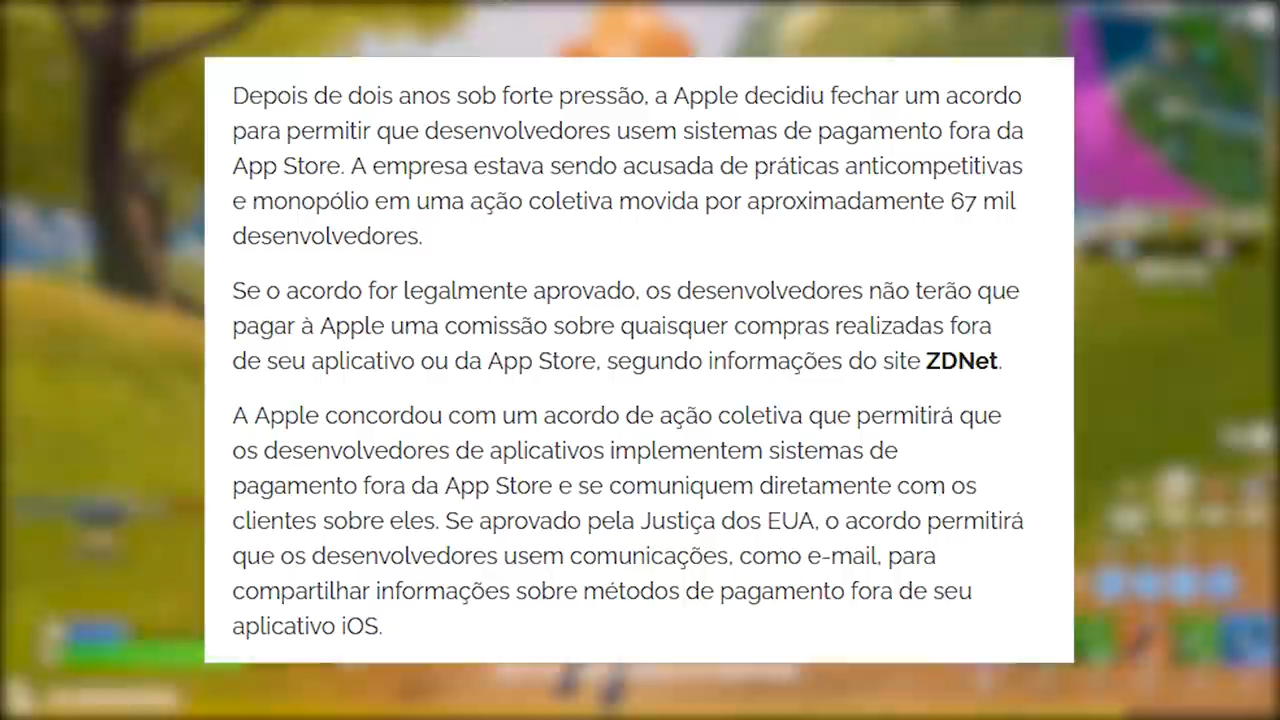 Depois de dois anos sob forte pressão, a Apple decidiu fechar um acordo
para permitir que desenvolvedores usem sistemas de pagamento fora da
App Store. A empresa estava sendo acusada de práticas anticompetitivas
e monopólio em uma ação coletiva movida por aproximadamente 67 mil
desenvolvedores.
Se o acordo for legalmente aprovado, os desenvolvedores não terão que
pagar à Apple uma comissão sobre quaisquer compras realizadas fora
de seu aplicativo ou da App Store, segundo informações do site ZDNet.
A Apple concordou com um acordo de ação coletiva que permitirá que
os desenvolvedores de aplicativos implementem sistemas de
pagamento fora da App Store e se comuniquem diretamente com os
clientes sobre eles. Se aprovado pela Justiça dos EUA, o acordo permitirá
que os desenvolvedores usem comunicações, como e-mail, para
compartilhar informações sobre métodos de pagamento fora de seu
aplicativo iOS.